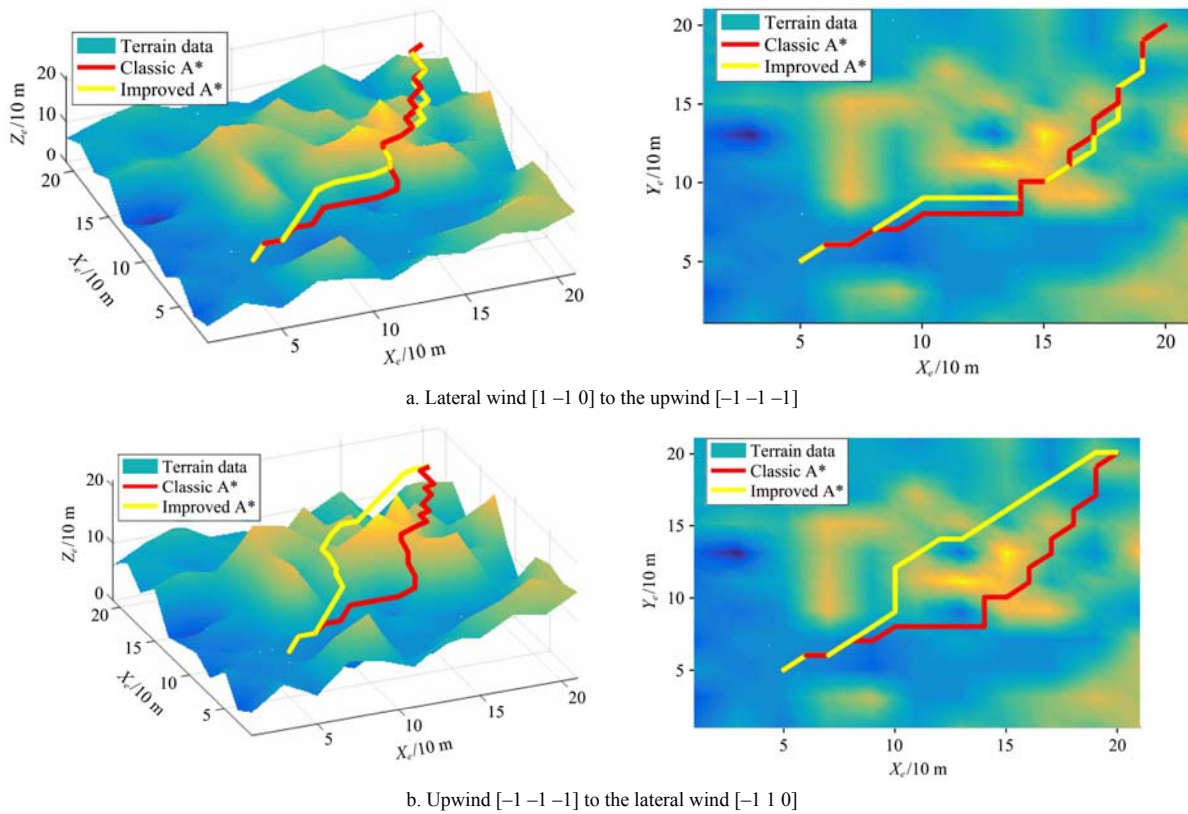 Terrain data
Classic A*
Improved A*
Z_e/10 m
20
10
0
20
15
10
5
X_e/10 m
5
10
15
20
X_e/10 m
Terrain data
Classic A*
Improved A*
Y_e/10 m
20
15
10
5
5
10
15
20
X_e/10 m
a. Lateral wind [1 –1 0] to the upwind [–1 –1 –1]
Terrain data
Classic A*
Improved A*
Z_e/10 m
20
10
0
20
15
10
5
X_e/10 m
5
10
15
20
X_e/10 m
Terrain data
Classic A*
Improved A*
Y_e/10 m
20
15
10
5
5
10
15
20
X_e/10 m
b. Upwind [–1 –1 –1] to the lateral wind [–1 1 0]